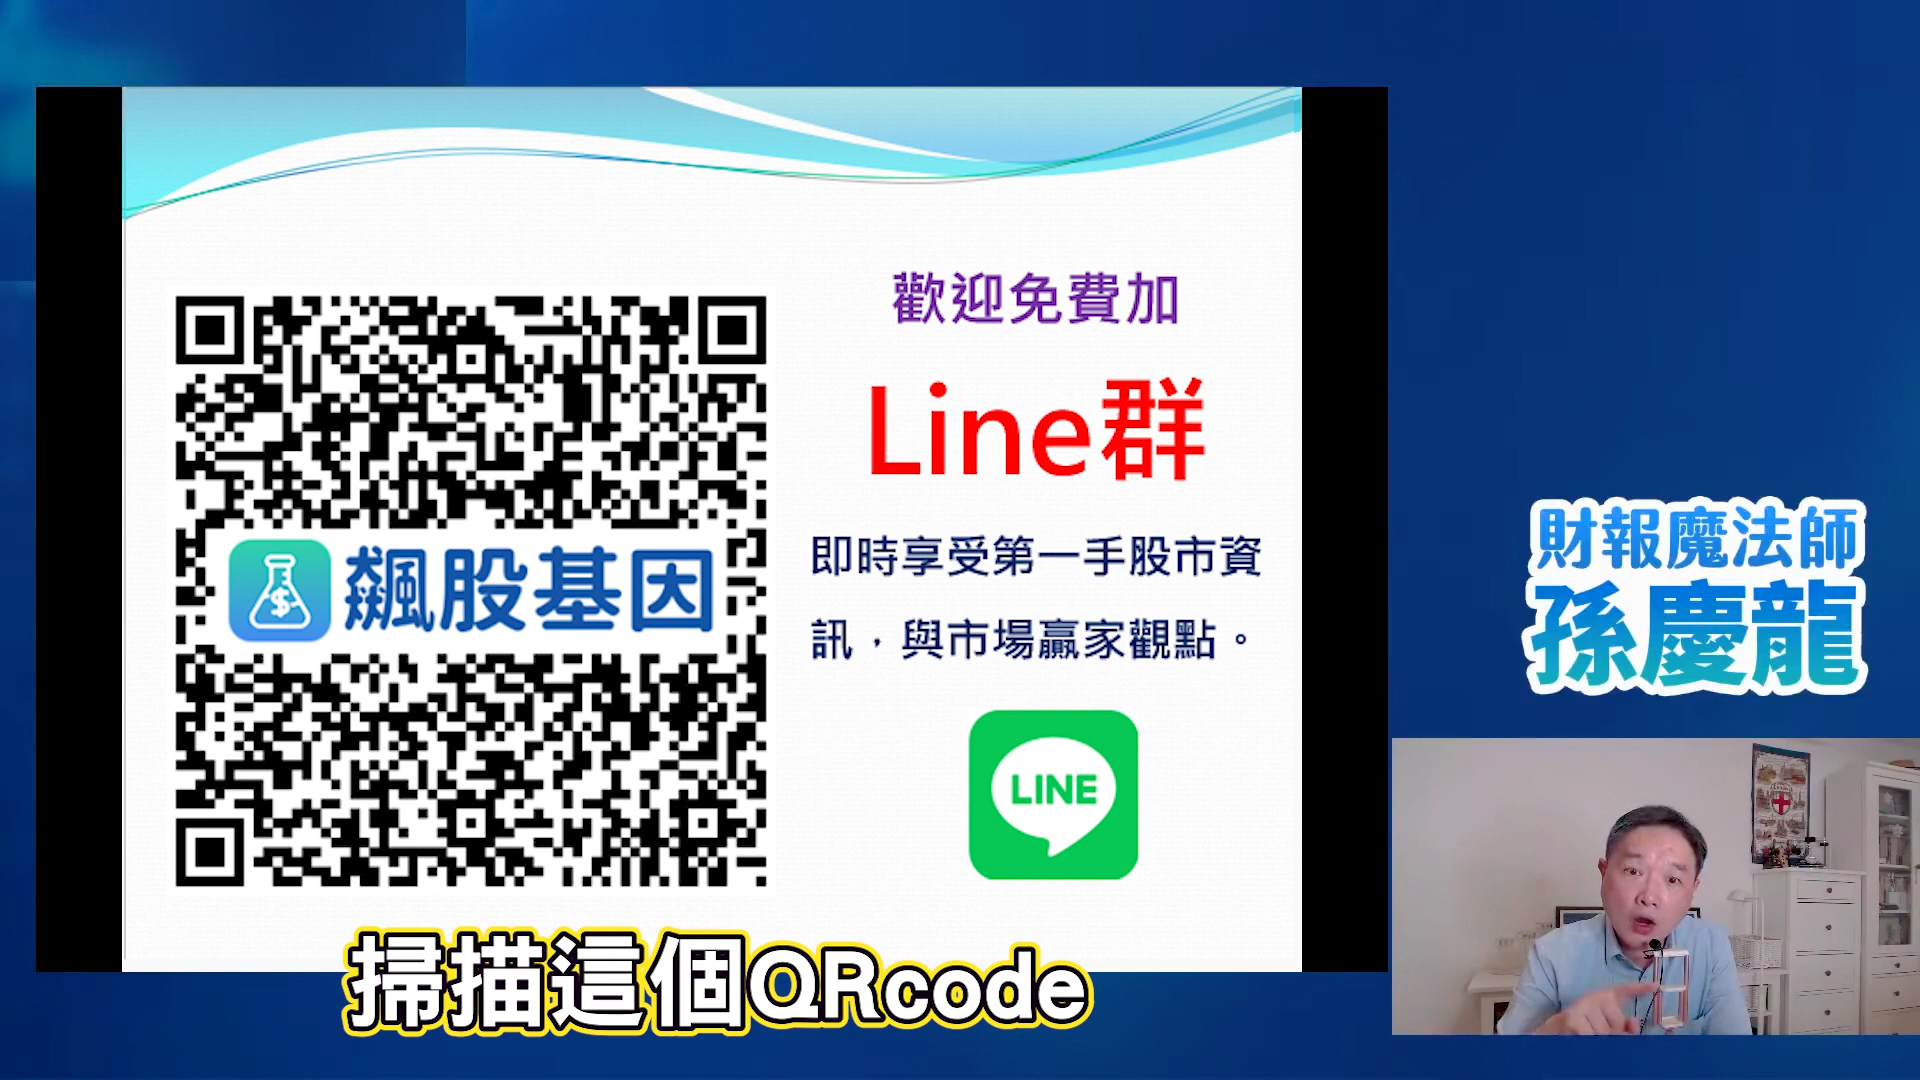 歡迎免費加
Line群
即時享受第一手股市資
訊，與市場贏家觀點。
飆股基因
LINE
財報魔法師
孫慶龍
掃描這個QRcode